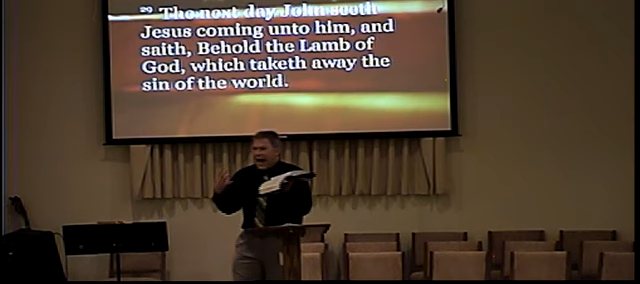 29 The next day John seeth
Jesus coming unto him, and
saith, Behold the Lamb of
God, which taketh away the
sin of the world.